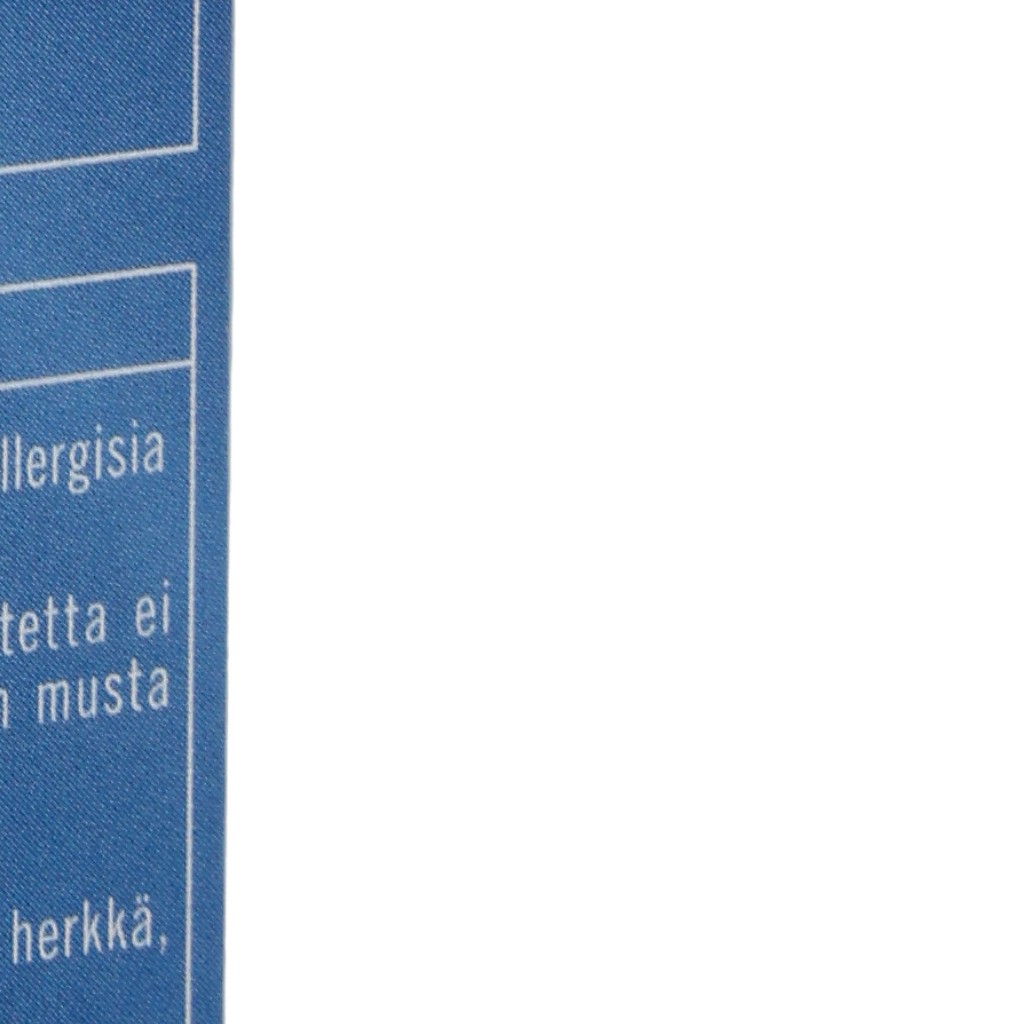 llergisia
tetta ei
n musta
herkkä,